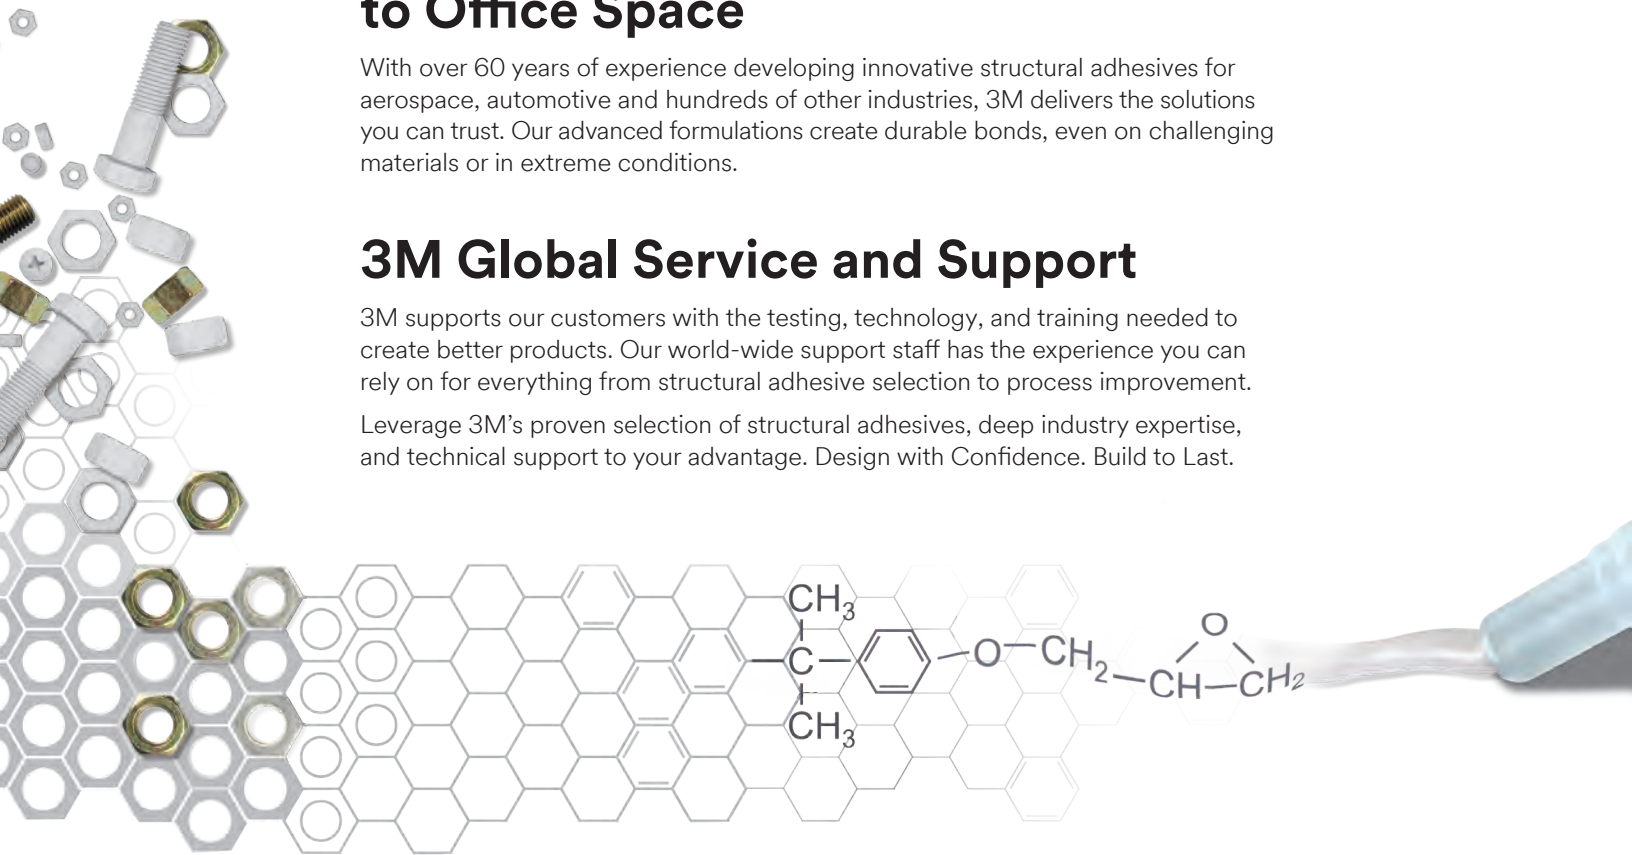 to Office Space
With over 60 years of experience developing innovative structural adhesives for
aerospace, automotive and hundreds of other industries, 3M delivers the solutions
you can trust. Our advanced formulations create durable bonds, even on challenging
materials or in extreme conditions.
3M Global Service and Support
3M supports our customers with the testing, technology, and training needed to
create better products. Our world-wide support staff has the experience you can
rely on for everything from structural adhesive selection to process improvement.
Leverage 3M’s proven selection of structural adhesives, deep industry expertise,
and technical support to your advantage. Design with Confidence. Build to Last.
CH3
C
CH3
O
CH2
CH
O
CH2